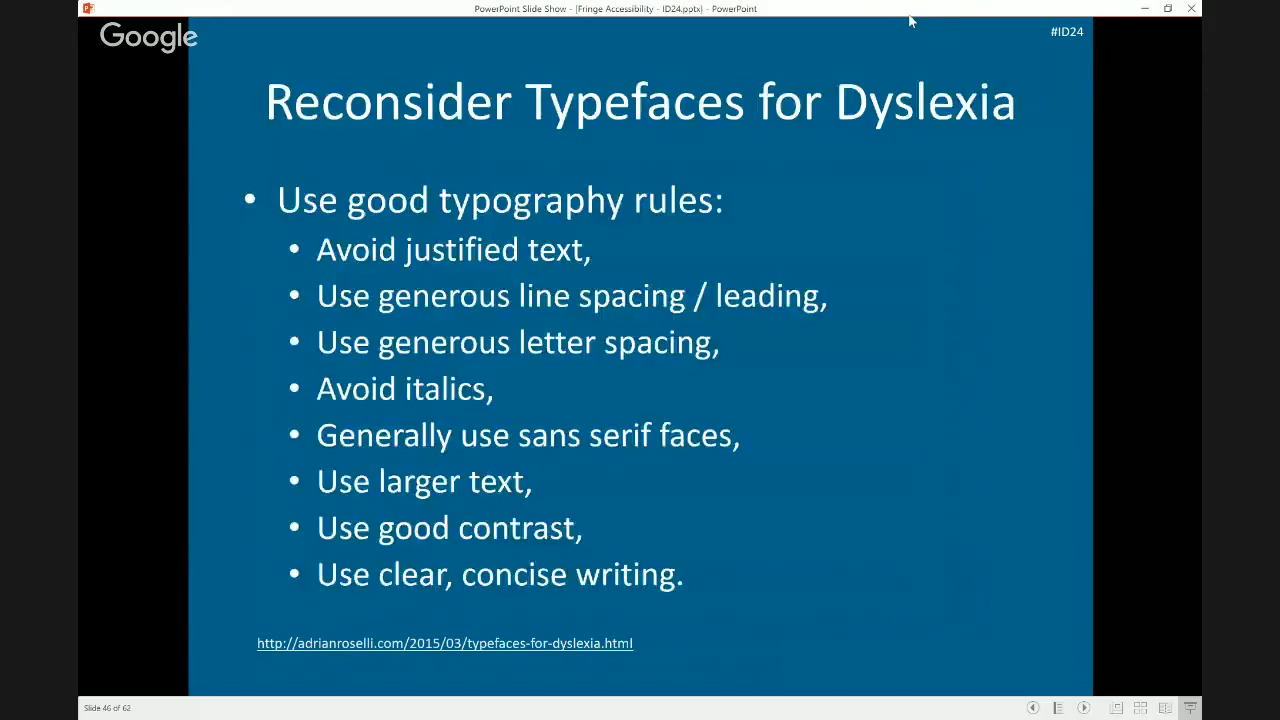 PowerPoint Slide Show - [Fringe Accessibility - ID24.pptx] - PowerPoint
Google
#ID24
Reconsider Typefaces for Dyslexia
• Use good typography rules:
• Avoid justified text,
• Use generous line spacing / leading,
• Use generous letter spacing,
• Avoid italics,
• Generally use sans serif faces,
• Use larger text,
• Use good contrast,
• Use clear, concise writing.
http://adrianroselli.com/2015/03/typefaces-for-dyslexia.html
Slide 46 of 62